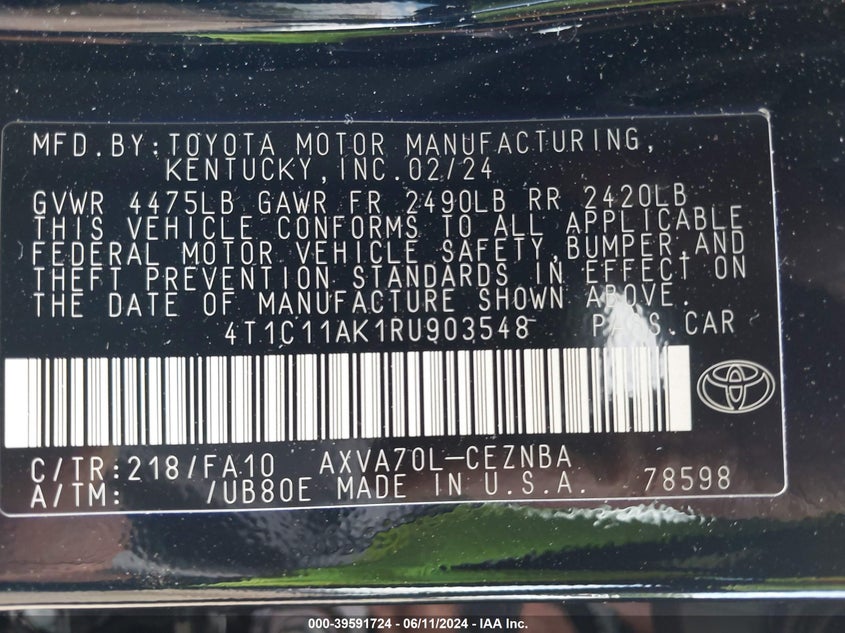 MFD.BY:TOYOTA MOTOR MANUFACTURING,
KENTUCKY,INC.02/24
GVWR 4475LB GAWR FR 2490LB RR 2420LB
THIS VEHICLE CONFORMS TO ALL APPLICABLE
FEDERAL MOTOR VEHICLE SAFETY,BUMPER,AND
THEFT PREVENTION STANDARDS IN EFFECT ON
THE DATE OF MANUFACTURE SHOWN ABOVE.
4T1C11AK1RU903548 PASS.CAR
C/TR:218/FA10 AXVA70L-CEZNBA
A/TM: /UB80E MADE IN U.S.A. 78598
000-39591724 - 06/11/2024 - IAA Inc.